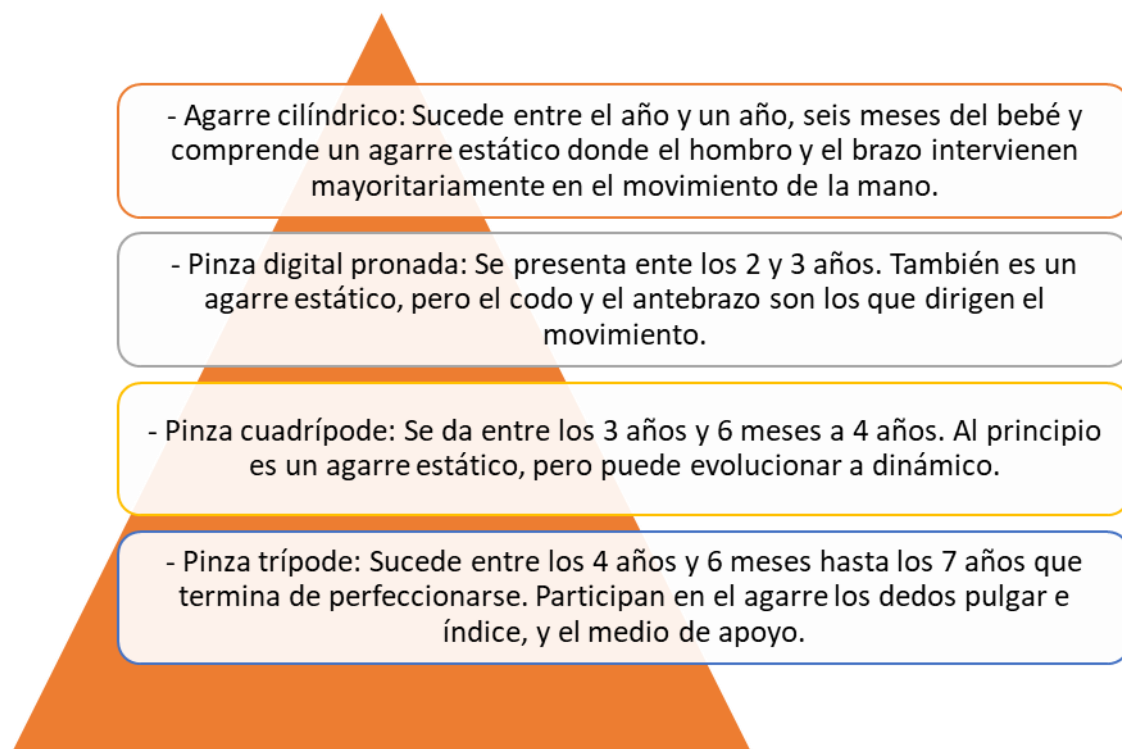 - Agarre cilíndrico: Sucede entre el año y un año, seis meses del bebé y
comprende un agarre estático donde el hombro y el brazo intervienen
mayoritariamente en el movimiento de la mano.
- Pinza digital pronada: Se presenta ente los 2 y 3 años. También es un
agarre estático, pero el codo y el antebrazo son los que dirigen el
movimiento.
- Pinza cuadrípode: Se da entre los 3 años y 6 meses a 4 años. Al principio
es un agarre estático, pero puede evolucionar a dinámico.
- Pinza trípode: Sucede entre los 4 años y 6 meses hasta los 7 años que
termina de perfeccionarse. Participan en el agarre los dedos pulgar e
índice, y el medio de apoyo.